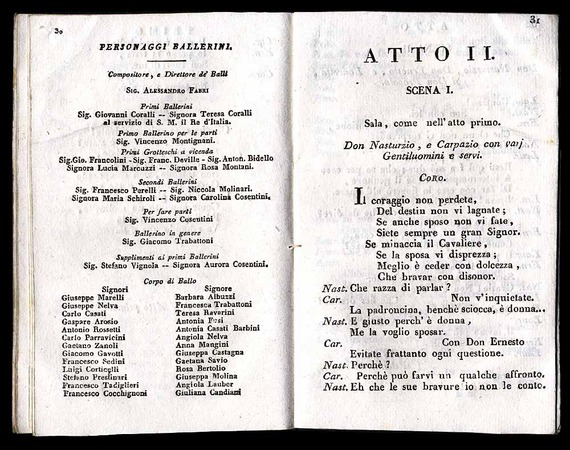 30
PERSONAGGI BALLERINI.
Compositore, e Direttore de' Balli
SIG. ALESSANDRO FABRI
Primi Ballerini
Sig. Giovanni Coralli -- Signora Teresa Coralli
al servizio di S. M. il Re d'Italia.
Primo Ballerino per le parti
Sig. Vincenzo Montignani.
Primi Grotteschi a vicenda
Sig. Gio. Francolini - Sig. Franc. Deville - Sig. Anton. Bidello
Signora Lucia Marcuzzi -- Signora Rosa Montani.
Secondi Ballerini
Sig. Francesco Perelli -- Sig. Niccola Molinari.
Signora Maria Schiroli -- Signora Carolina Cosentini.
Per fare parti
Sig. Vincenzo Cosentini
Ballerino in genere
Sig. Giacomo Trabattoni
Supplimenti ai primi Ballerini
Sig. Stefano Vignola -- Signora Aurora Cosentini.
Corpo di Ballo
Signori Signore
Giuseppe Marelli Barbara Albuzzi
Giuseppe Nelva Francesca Trabattoni
Carlo Casati Teresa Raverini
Gaspare Arosio Antonia Fusi
Antonio Rossetti Antonia Casati Barbini
Carlo Parravicini Angiola Nelva
Gaetano Zanoli Anna Mangini
Giacomo Gavotti Giuseppa Castagna
Francesco Sedini Gaetana Savio
Luigi Corticelli Rosa Bertolio
Stefano Prestinari Giuseppa Molina
Francesco Tadiglieri Angiola Lauber
Francesco Cocchignoni Giuliana Candiani
31
ATTO II.
SCENA I.
Sala, come nell'atto primo.
Don Nasturzio, e Carpazio con varj
Gentiluomini e servi.
CORO.
Il coraggio non perdete,
Del destin non vi lagnate;
Se anche sposo non vi fate,
Siete sempre un gran Signor.
Se minaccia il Cavaliere,
Se la sposa vi disprezza;
Meglio è ceder con dolcezza,
Che bravar con disonor.
Nast. Che razza di parlar?
Car. Non v'inquietate.
La padroncina, benchè sciocca, è donna...
Nast. E giusto perch'è donna,
Me la voglio sposar.
Car. Con Don Ernesto
Evitate frattanto ogni questione.
Nast. Perchè?
Car. Perchè può farvi un qualche affronto.
Nast. Eh che le sue bravure io non le conto.